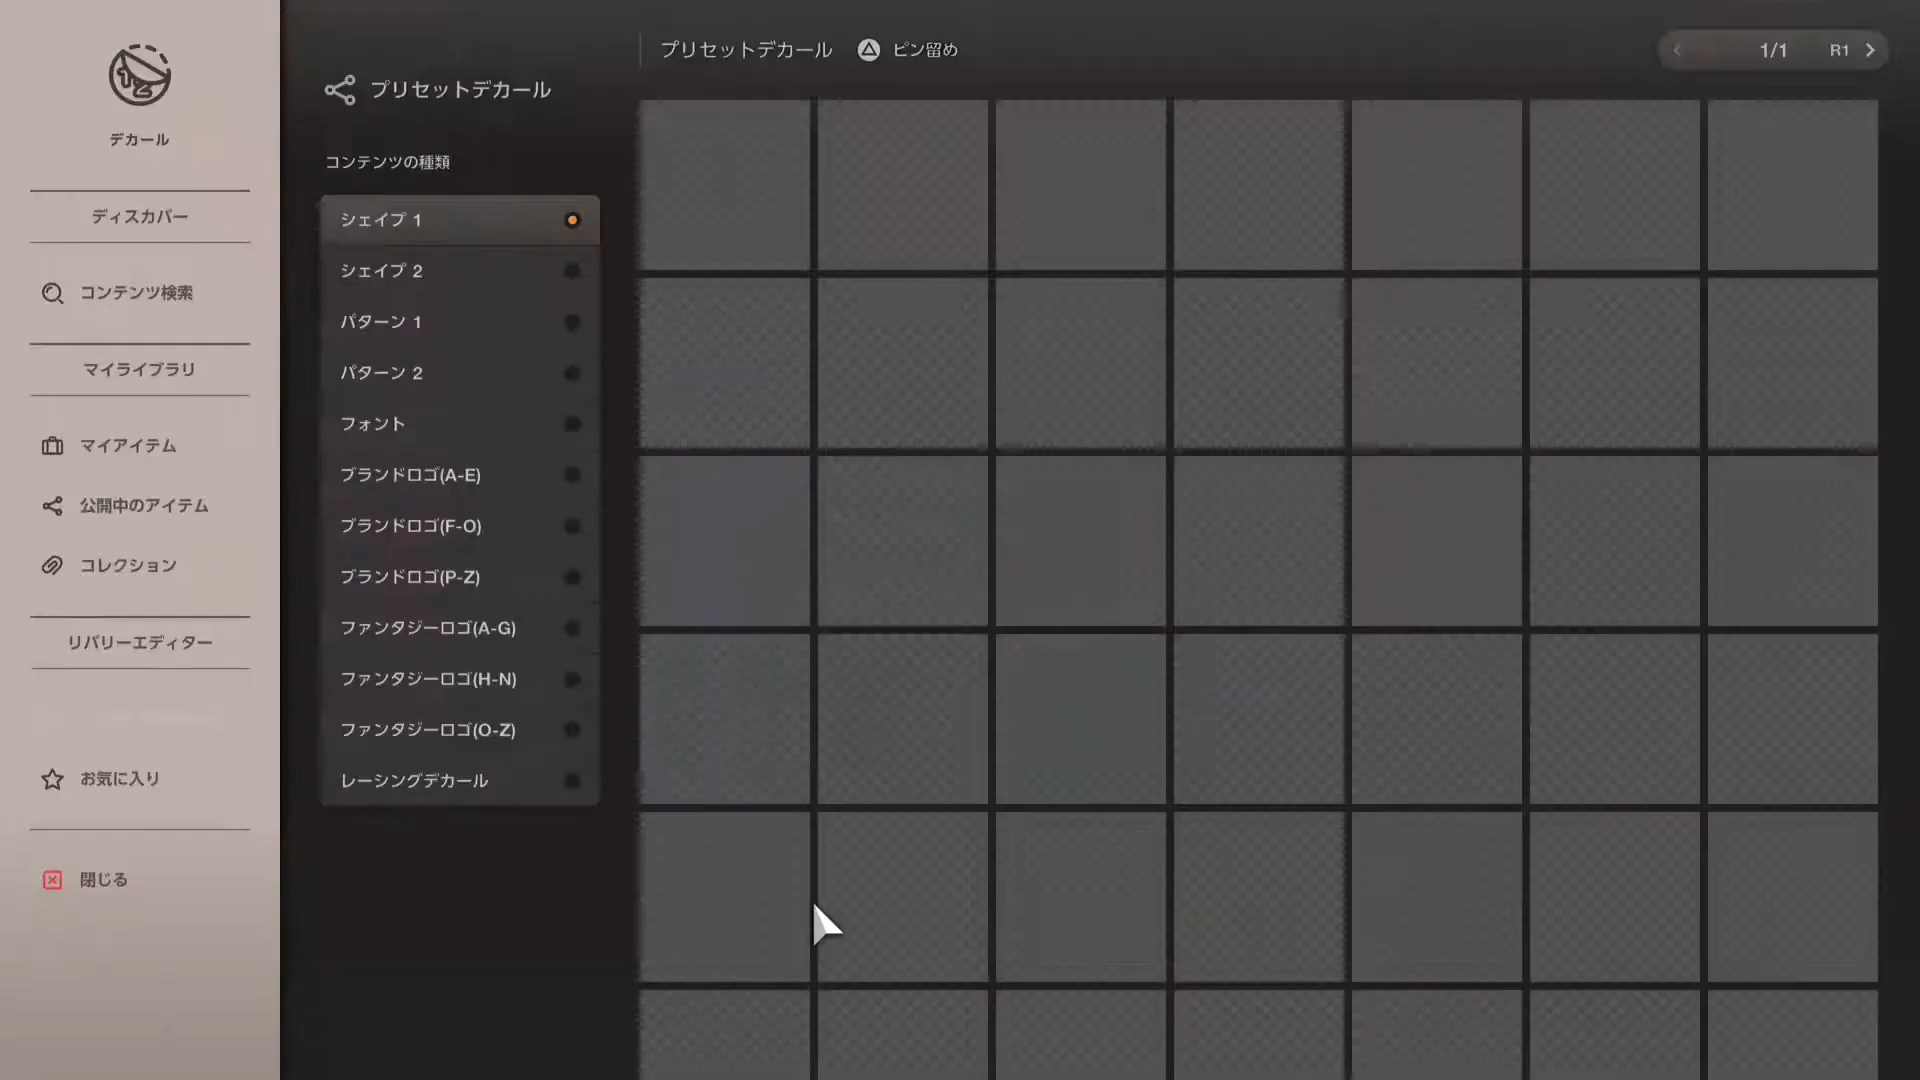 デカール
ディスカバー
コンテンツ検索
マイライブラリ
マイアイテム
公開中のアイテム
コレクション
リバリーエディター
お気に入り
閉じる
プリセットデカール
コンテンツの種類
シェイプ 1
シェイプ 2
パターン 1
パターン 2
フォント
ブランドロゴ(A-E)
ブランドロゴ(F-O)
ブランドロゴ(P-Z)
ファンタジーロゴ(A-G)
ファンタジーロゴ(H-N)
ファンタジーロゴ(O-Z)
レーシングデカール
プリセットデカール ピン留め
1/1 R1